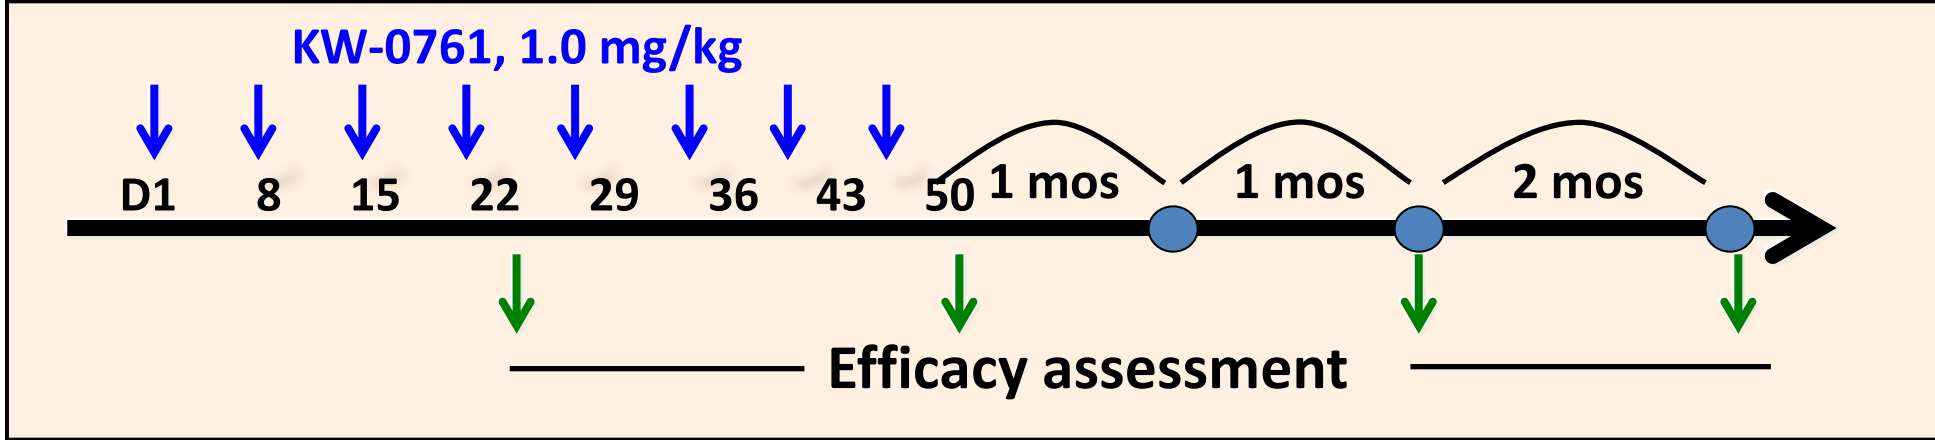 KW-0761, 1.0 mg/kg
D1 8 15 22 29 36 43 50 1 mos 1 mos 2 mos
Efficacy assessment